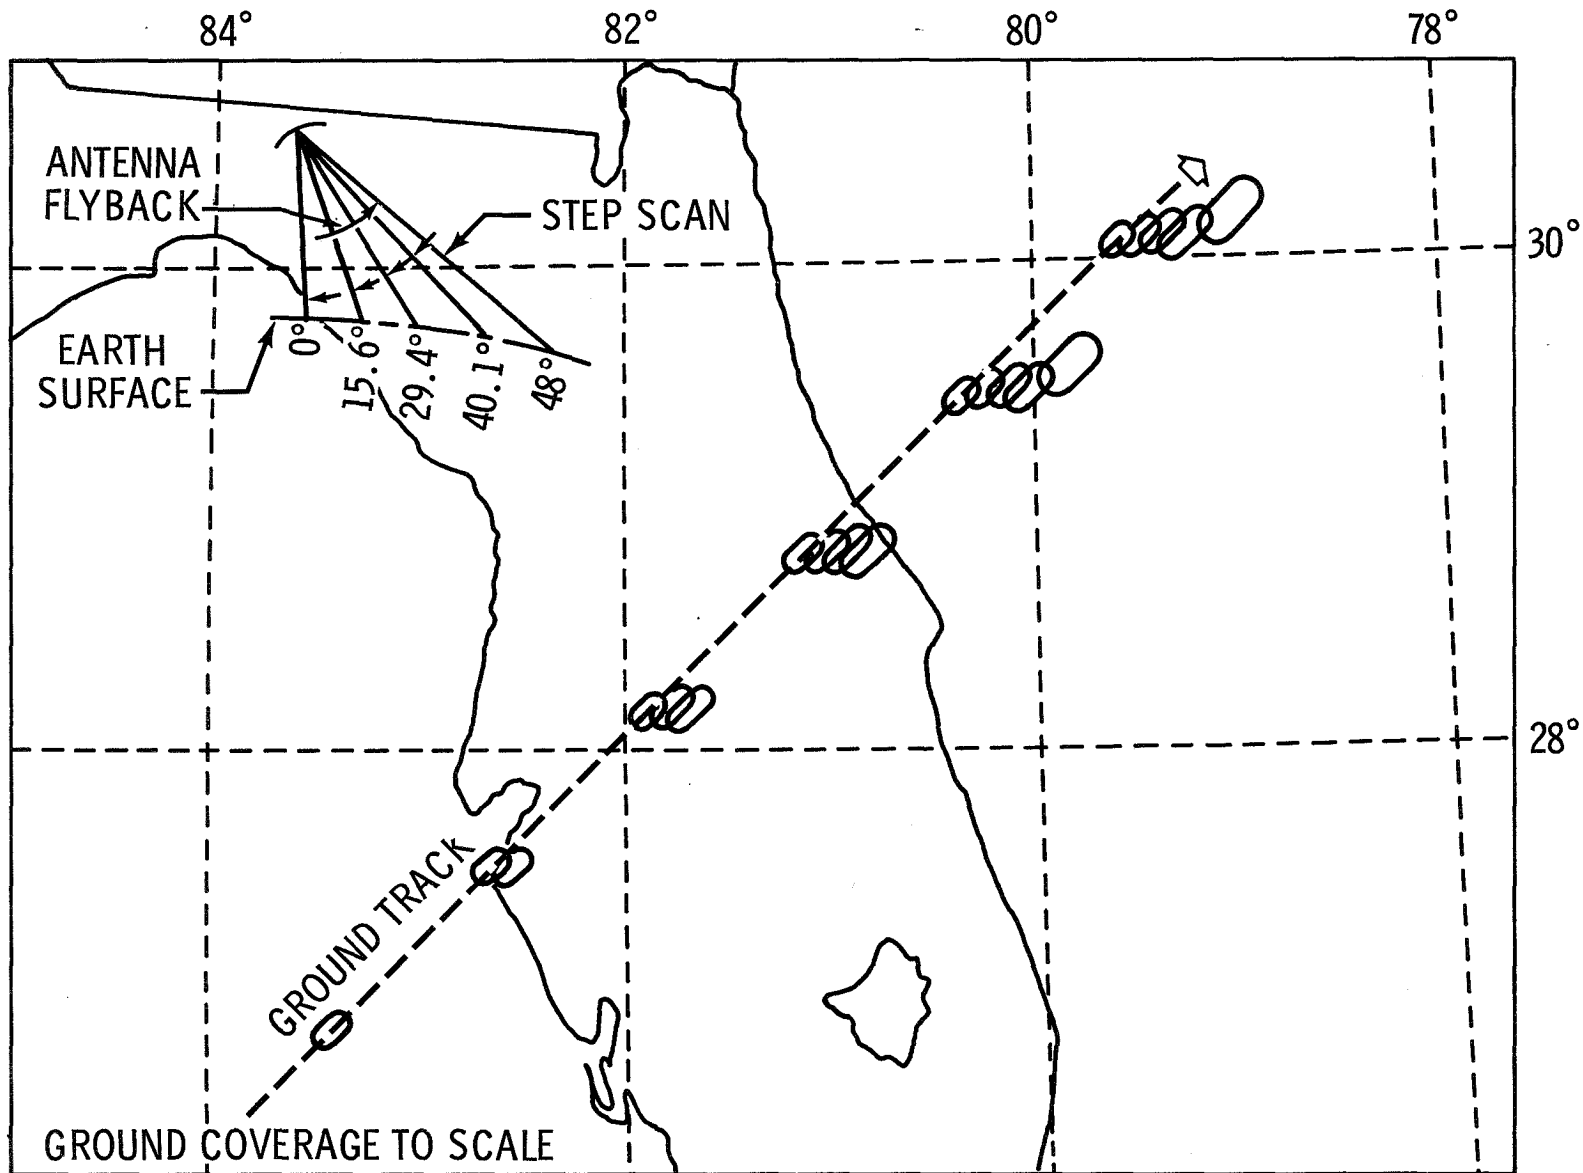 84°
82°
80°
78°
ANTENNA
FLYBACK
STEP SCAN
30°
EARTH
SURFACE
0°
15.6°
29.4°
40.1°
48°
28°
GROUND TRACK
GROUND COVERAGE TO SCALE